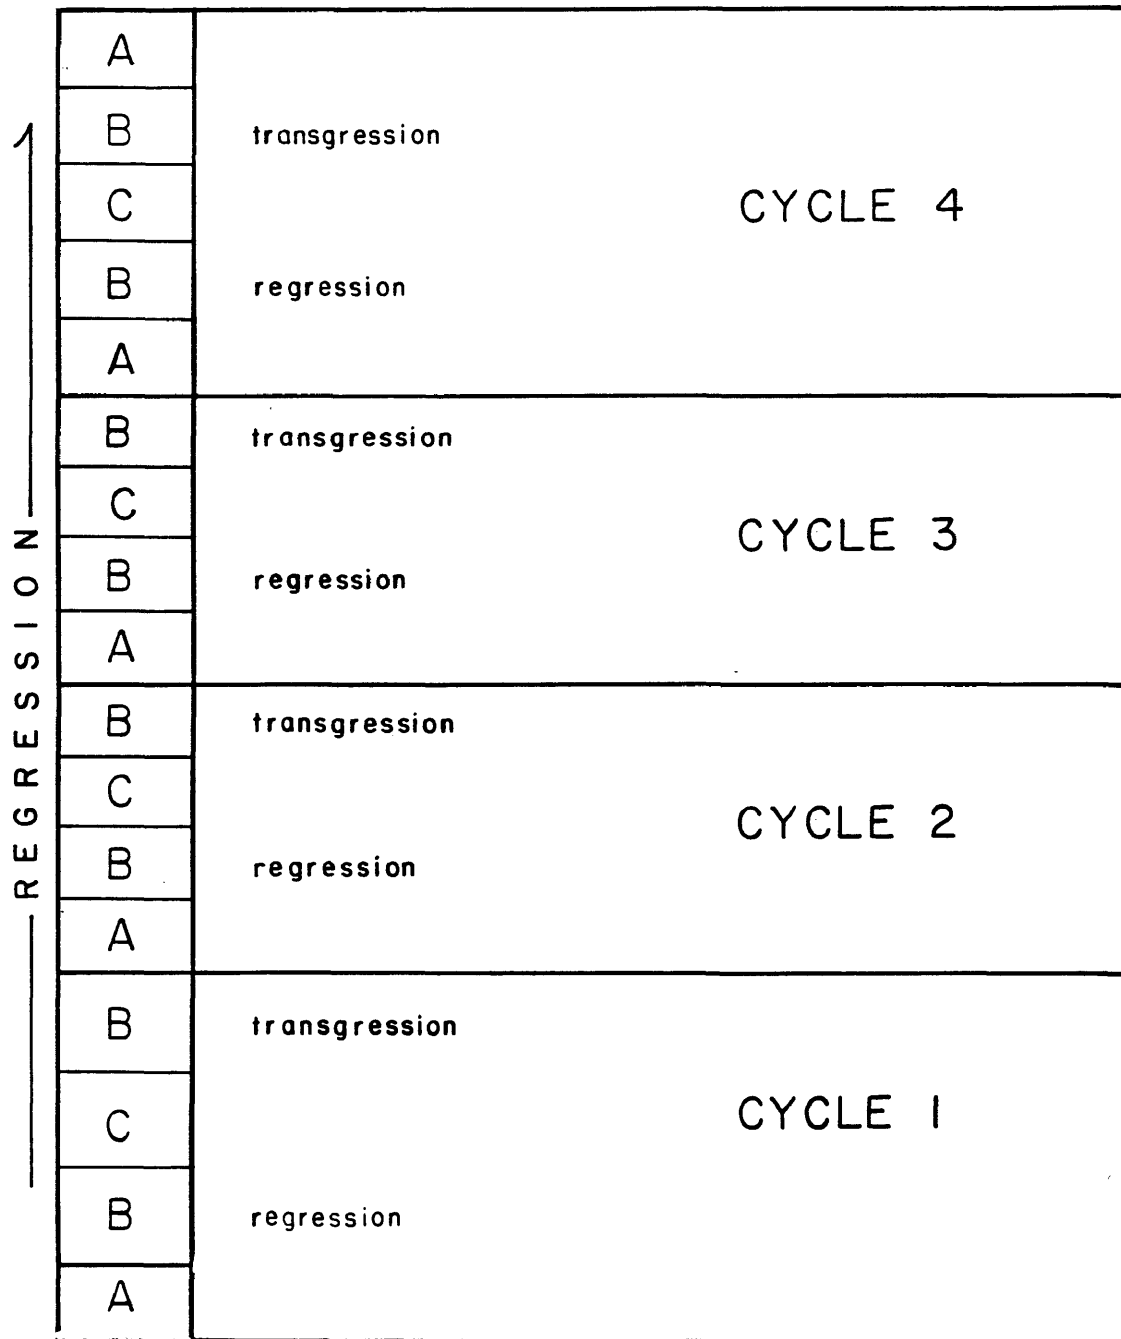 A
B transgression
C CYCLE 4
B regression
A
B transgression
C
CYCLE 3
B regression
A
B transgression
C
CYCLE 2
B regression
A
B transgression
C CYCLE 1
B regression
A
REGRESSION